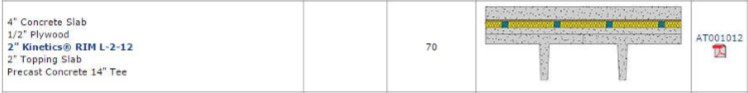 4" Concrete Slab
1/2" Plywood
2" Kinetics® RIM L-2-12
2" Topping Slab
Precast Concrete 14" Tee
70
AT001012